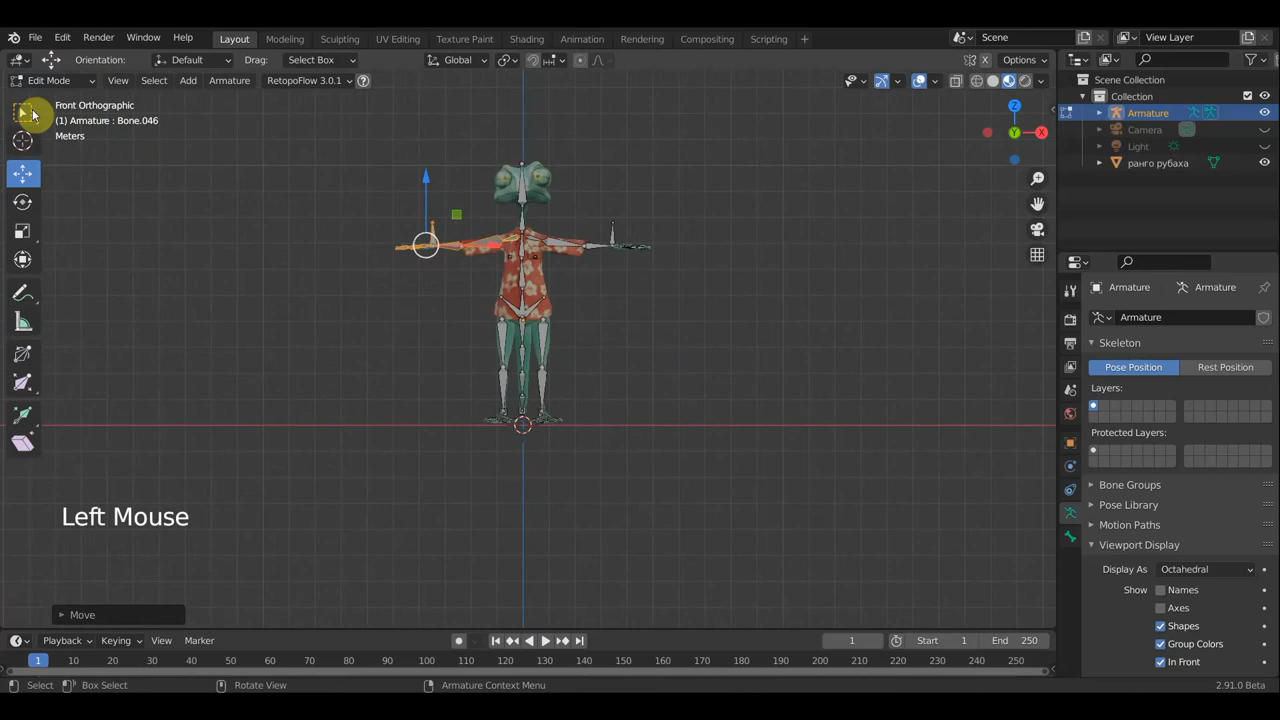 File Edit Render Window Help Layout Modeling Sculpting UV Editing Texture Paint Shading Animation Rendering Compositing Scripting + Scene View Layer
Orientation: Default Drag: Select Box Global Options
Edit Mode View Select Add Armature RetopoFlow 3.0.1 ?
Scene Collection
Collection
Armature
Camera
Light
ранго рубаха
Front Orthographic
(1) Armature : Bone.046
Meters
Z
Y
X
Armature Armature
Armature
Skeleton
Pose Position Rest Position
Layers:
Protected Layers:
Bone Groups
Pose Library
Motion Paths
Viewport Display
Display As Octahedral
Show Names
Axes
Shapes
Group Colors
In Front
Left Mouse
Move
Playback Keying View Marker 1 Start 1 End 250
1 10 20 30 40 50 60 70 80 90 100 110 120 130 140 150 160 170 180 190 200 210 220 230 240 250
Select Box Select Rotate View Armature Context Menu 2.91.0 Beta